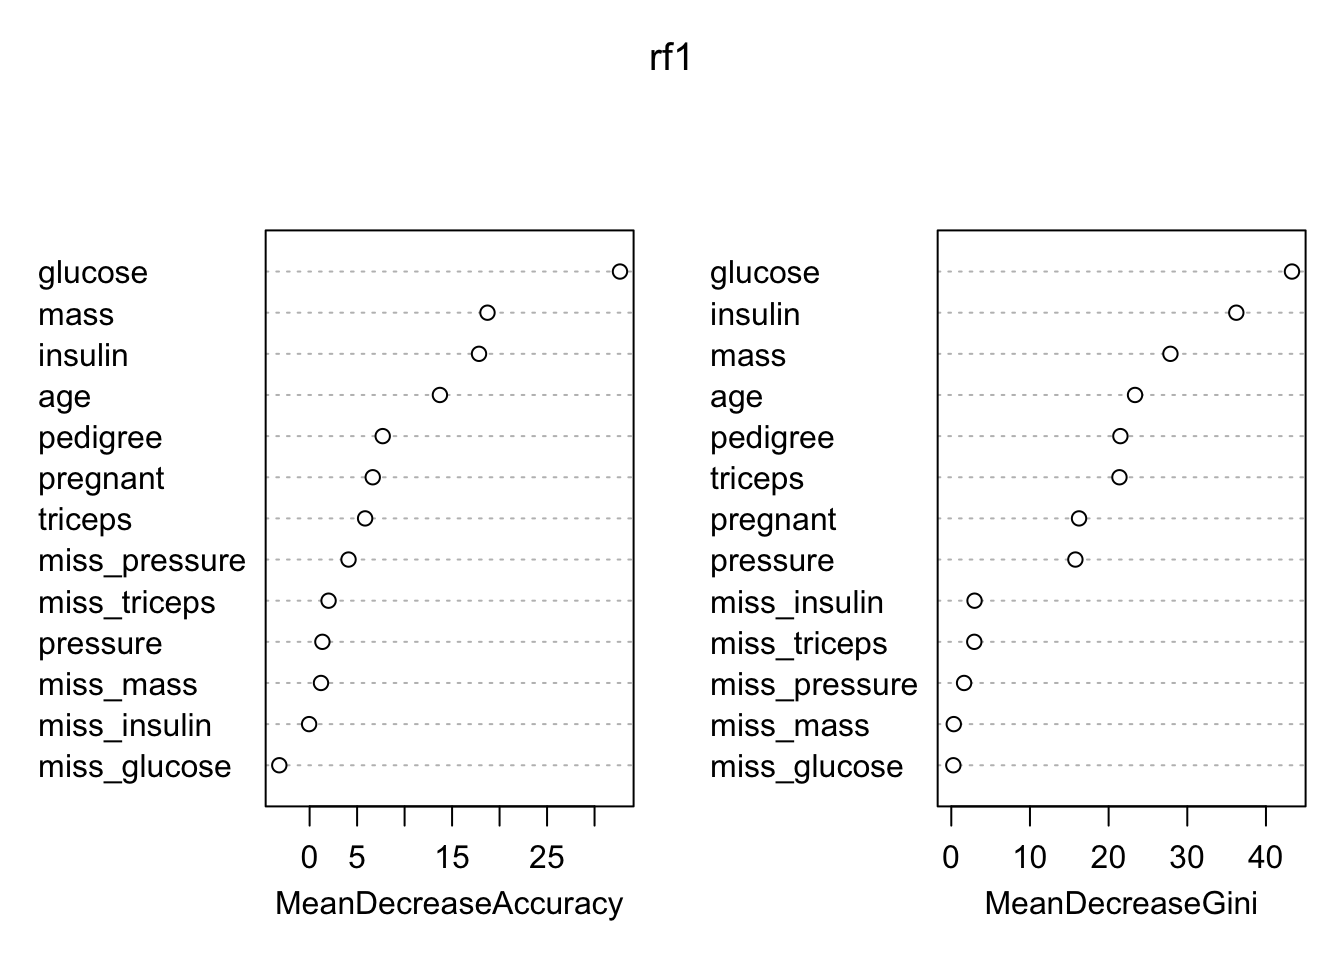 rf1
glucose
mass
insulin
age
pedigree
pregnant
triceps
miss_pressure
miss_triceps
pressure
miss_mass
miss_insulin
miss_glucose
0 5 15 25
MeanDecreaseAccuracy
glucose
insulin
mass
age
pedigree
triceps
pregnant
pressure
miss_insulin
miss_triceps
miss_pressure
miss_mass
miss_glucose
0 10 20 30 40
MeanDecreaseGini